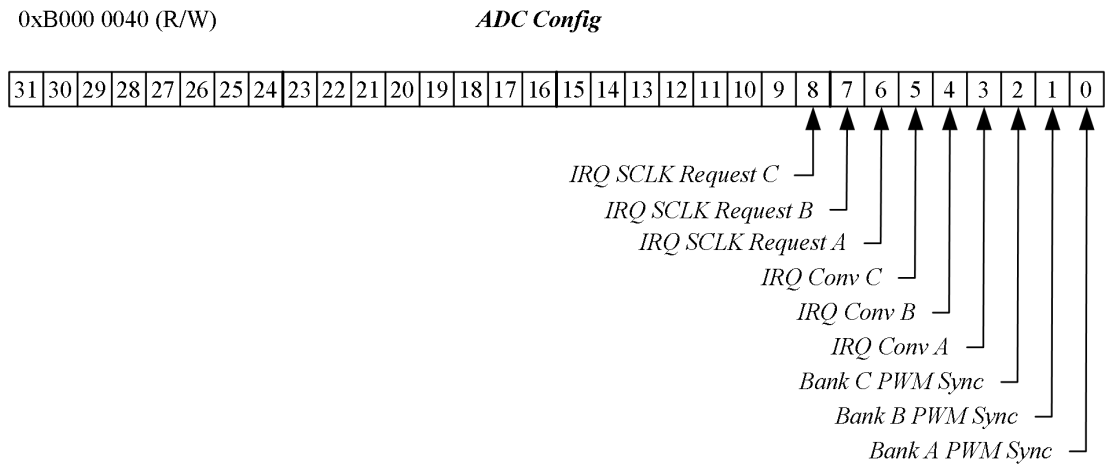 0xB000 0040 (R/W) ADC Config
31 30 29 28 27 26 25 24 23 22 21 20 19 18 17 16 15 14 13 12 11 10 9 8 7 6 5 4 3 2 1 0
IRQ SCLK Request C
IRQ SCLK Request B
IRQ SCLK Request A
IRQ Conv C
IRQ Conv B
IRQ Conv A
Bank C PWM Sync
Bank B PWM Sync
Bank A PWM Sync